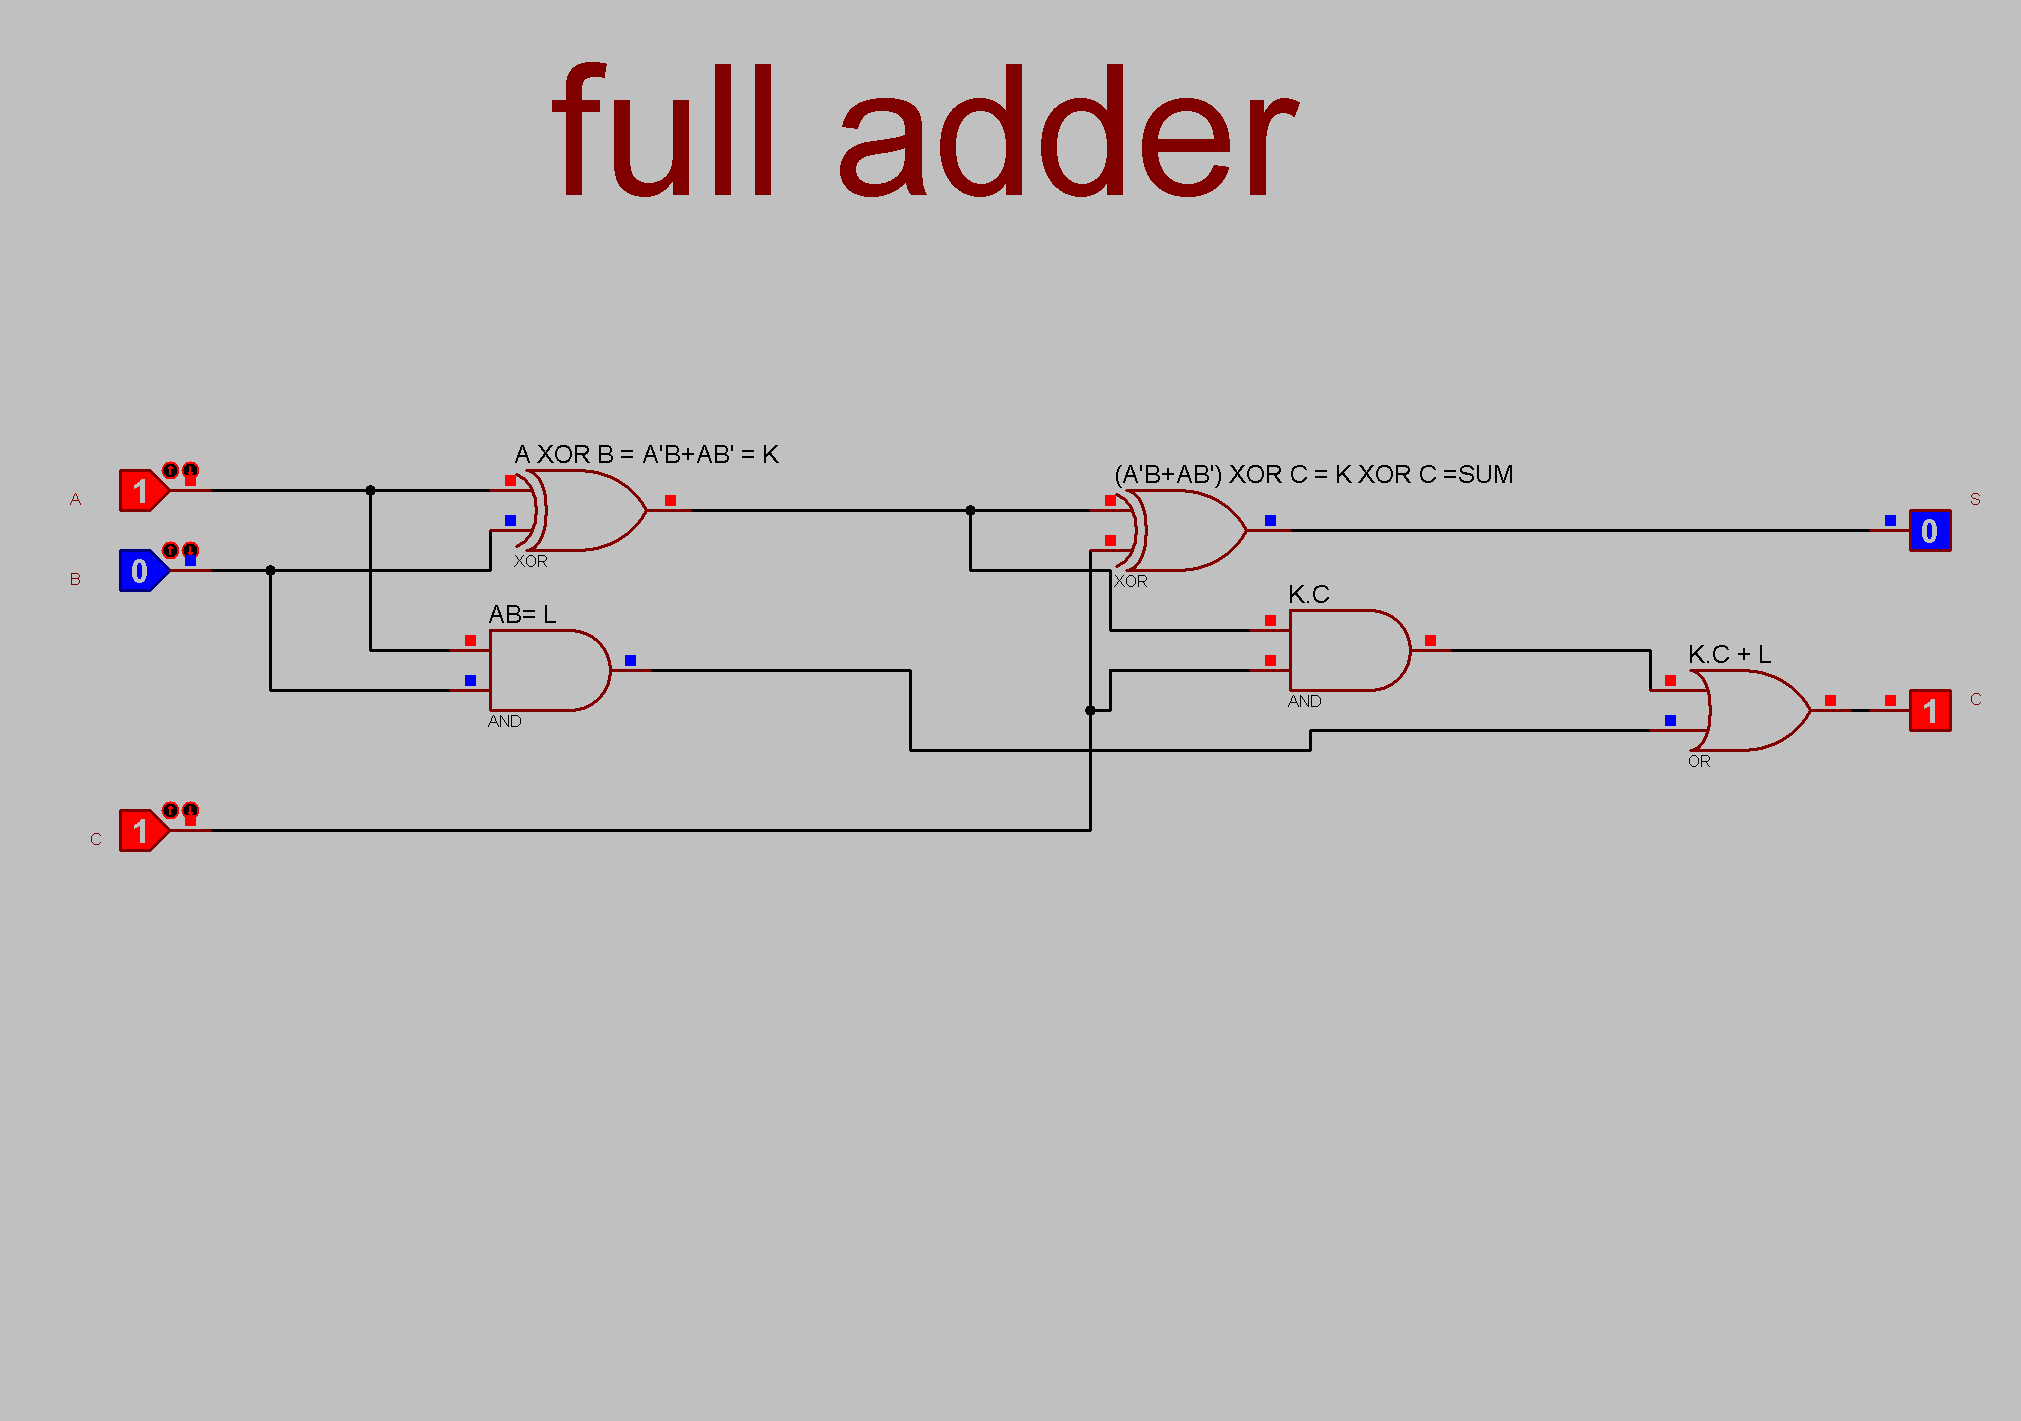 full adder
A XOR B = A'B+AB' = K
(A'B+AB') XOR C = K XOR C =SUM
A
1
XOR
S
0
B
0
XOR
AB= L
K.C
AND
AND
K.C + L
C
1
OR
C
1